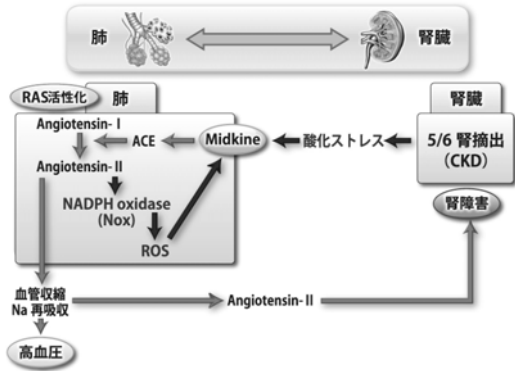 肺
腎臓
RAS活性化
肺
腎臓
Angiotensin-Ⅰ
ACE
Midkine
酸化ストレス
5/6 腎摘出
(CKD)
Angiotensin-Ⅱ
NADPH oxidase
(Nox)
ROS
腎障害
血管収縮
Na 再吸収
Angiotensin-Ⅱ
高血圧